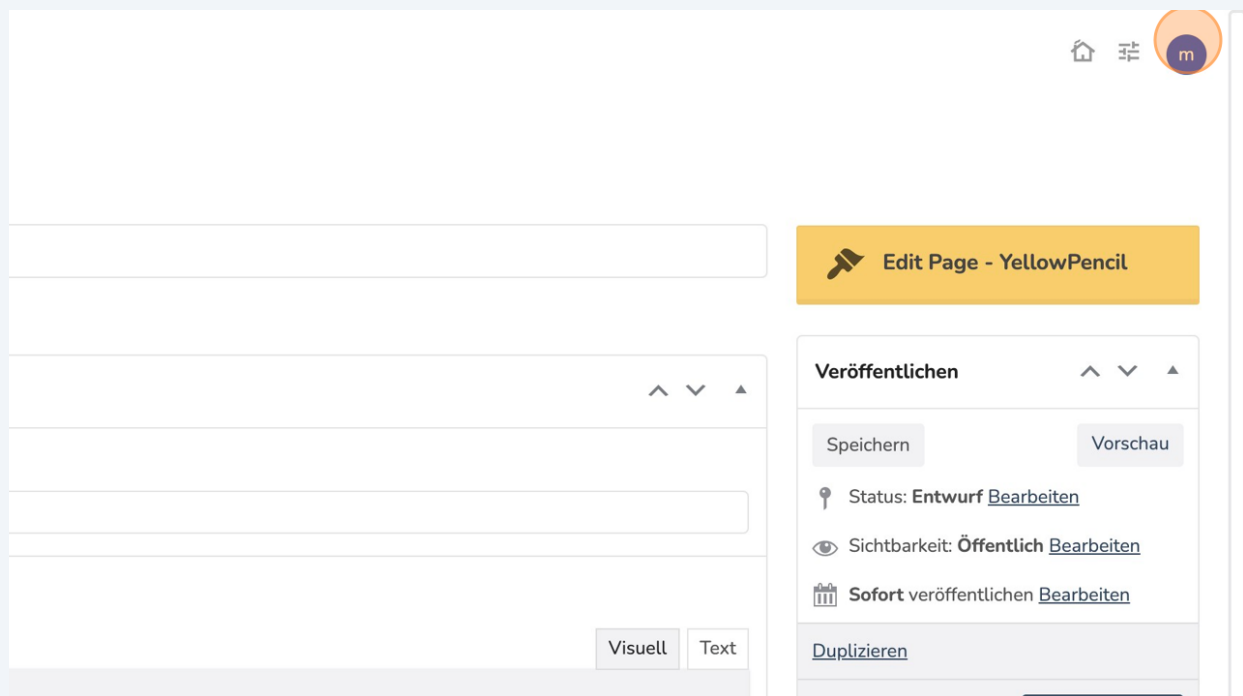 m
Edit Page - YellowPencil
Veröffentlichen
Speichern
Vorschau
Status: Entwurf Bearbeiten
Sichtbarkeit: Öffentlich Bearbeiten
Sofort veröffentlichen Bearbeiten
Visuell
Text
Duplizieren